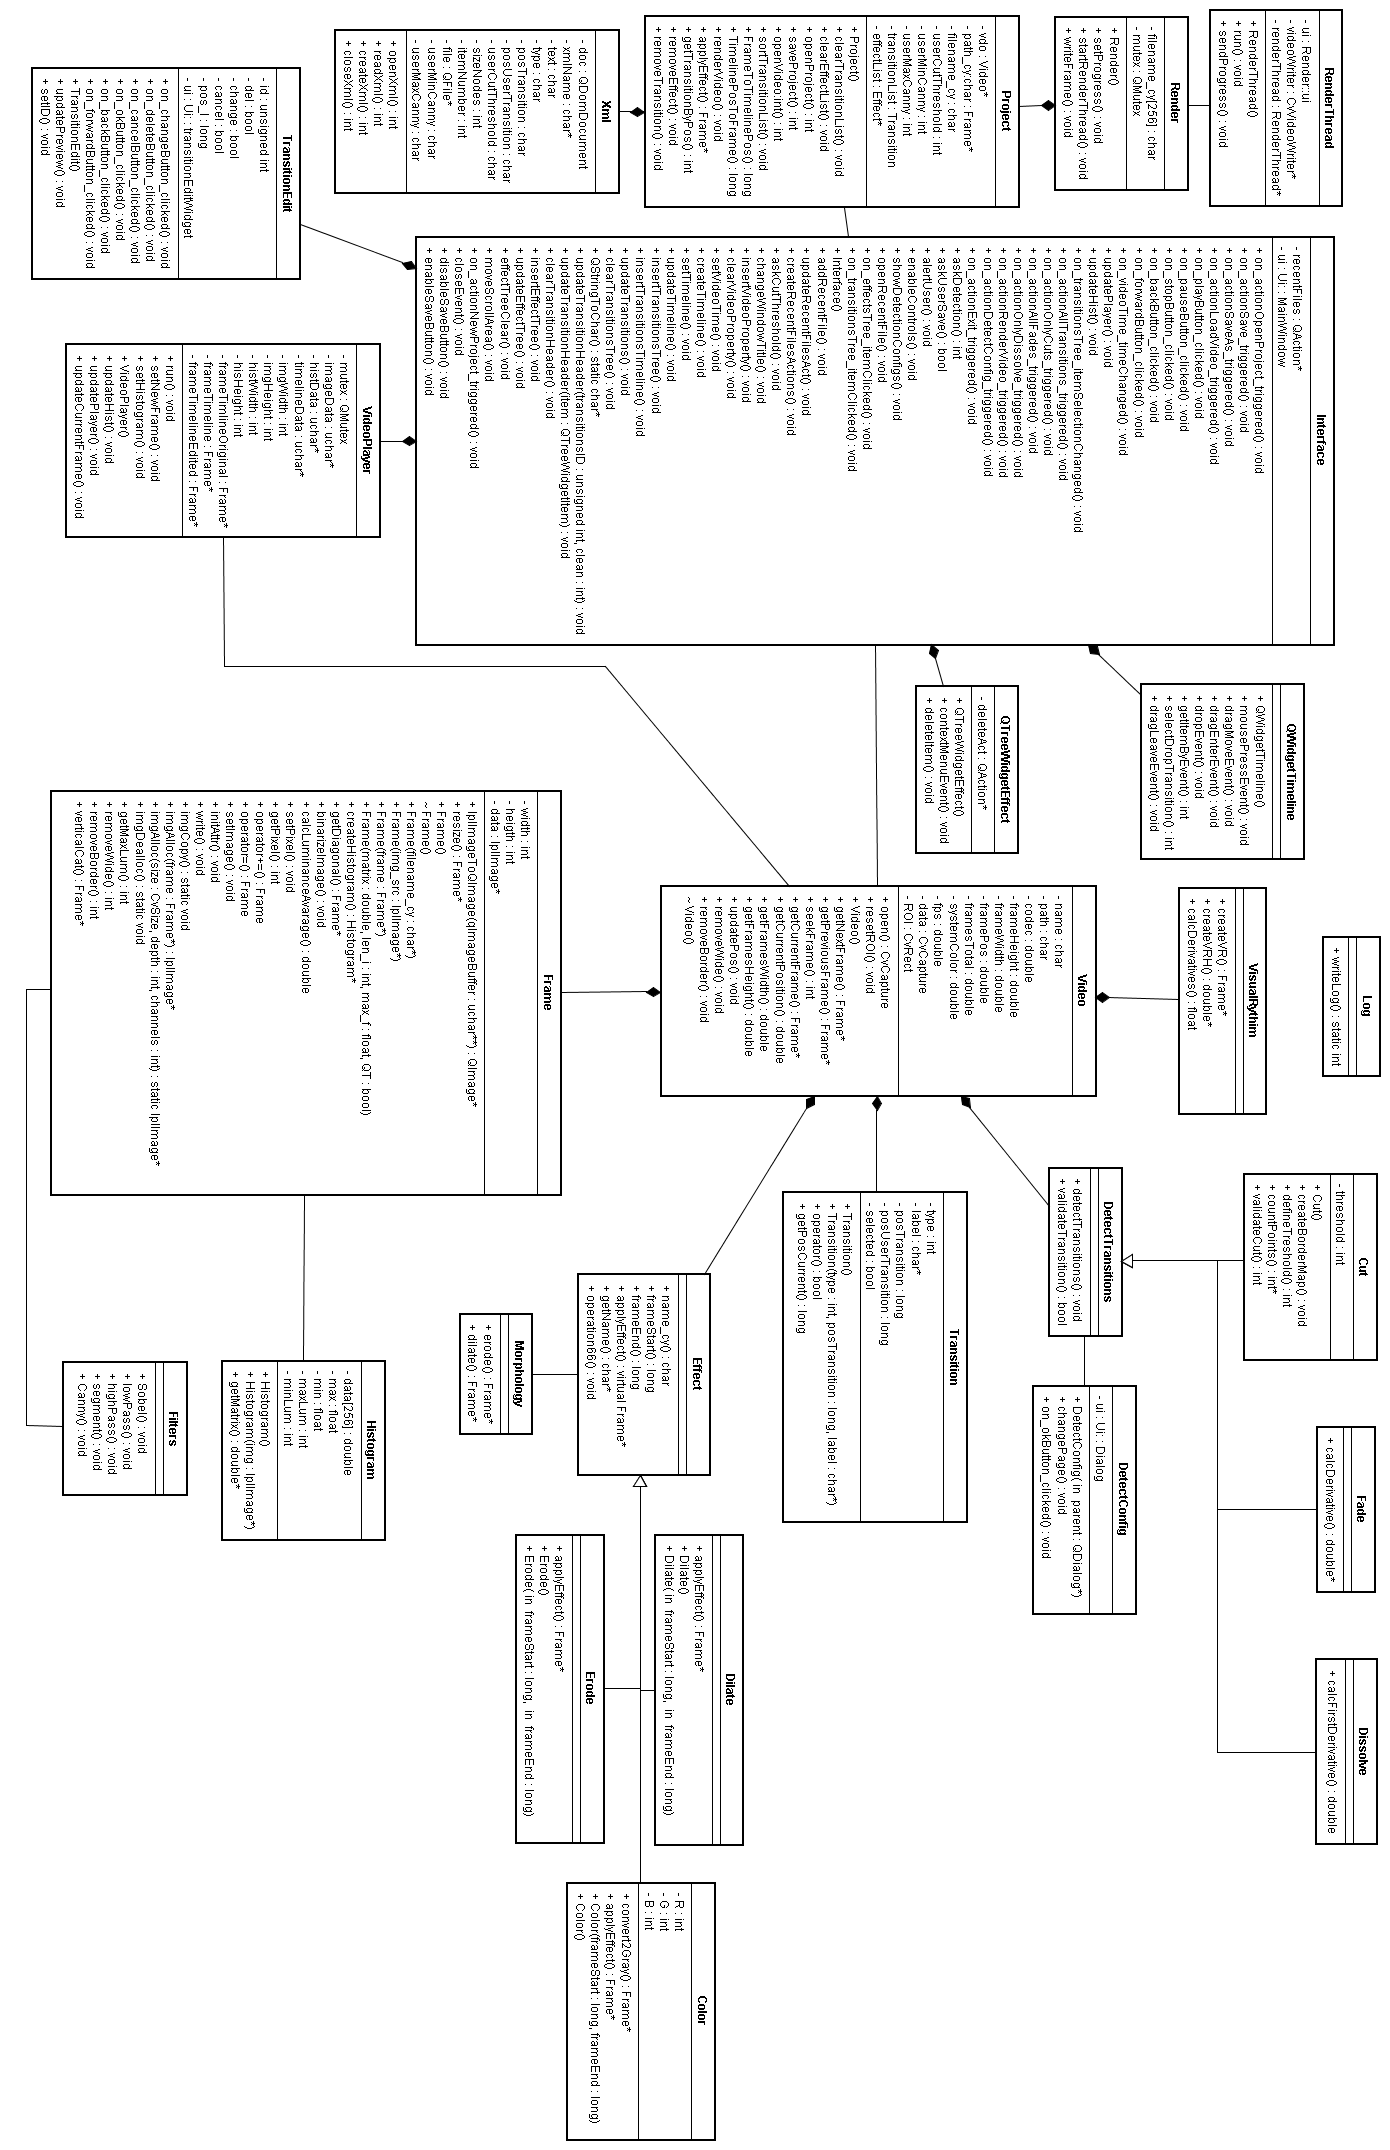 RenderThread
- ui : Render::ui
- videoWriter : CvVideoWriter*
- renderThread : RenderThread*
+ RenderThread()
+ run() : void
+ sendProgress() : void
Render
- filename_cy[256] : char
- mutex : QMutex
+ Render()
+ setProgress() : void
+ startRenderThread() : void
+ writeFrame() : void
Project
- vdo : Video*
- path_cy:char : Frame*
- filename_cy : char
- userCutThreshold : int
- userMinCanny : int
- userMaxCanny : int
- transitionList : Transition
- effectList : Effect*
+ Project()
+ clearTransitionList() : void
+ clearEffectList() : void
+ openProject() : int
+ saveProject() : int
+ openVideo() : int
+ sortTransitionList() : void
+ FrameToTimelinePos() : long
+ TimelinePosToFrame() : long
+ renderVideo() : void
+ applyEffect() : Frame*
+ getTransitionByPos() : int
+ removeEffect() : void
+ removeTransition() : void
Xml
- doc : QDomDocument
- xmlName : char*
- text : char
- type : char
- posTransition : char
- posUserTransition : char
- userCutThreshold : char
- sizeNodes : int
- itemNumber : int
- file : QFile*
- userMinCanny : char
- userMaxCanny : char
+ openXml() : int
+ readXml() : int
+ createXml() : int
+ closeXml() : int
TransitionEdit
- id : unsigned int
- del : bool
- change : bool
- cancel : bool
- pos_l : long
- ui : Ui:: transitionEditWidget
+ on_changeButton_clicked() : void
+ on_deleteButton_clicked() : void
+ on_cancelButton_clicked() : void
+ on_okButton_clicked() : void
+ on_backButton_clicked() : void
+ on_forwardButton_clicked() : void
+ TransitionEdit()
+ updatePreview() : void
+ setID() : void
Interface
- recentFiles : QAction*
- ui : Ui:: MainWindow
+ on_actionOpenProject_triggered() : void
+ on_actionSave_triggered() : void
+ on_actionSaveAs_triggered() : void
+ on_actionLoadVideo_triggered() : void
+ on_playButton_clicked() : void
+ on_pauseButton_clicked() : void
+ on_stopButton_clicked() : void
+ on_backButton_clicked() : void
+ on_forwardButton_clicked() : void
+ on_videoTime_timeChanged() : void
+ updatePlayer() : void
+ updateHist() : void
+ on_transitionsTree_itemSelectionChanged() : void
+ on_actionAllTransitions_triggered() : void
+ on_actionOnlyCuts_triggered() : void
+ on_actionAllFades_triggered() : void
+ on_actionOnlyDissolve_triggered() : void
+ on_actionRenderVideo_triggered() : void
+ on_actionDetectConfig_triggered() : void
+ on_actionExit_triggered() : void
+ askDetection() : int
+ askUserSave() : bool
+ alertUser() : void
+ enableControls() : void
+ showDetectionConfigs() : void
+ openRecentFile() : void
+ on_effectsTree_itemClicked() : void
+ on_transitionsTree_itemClicked() : void
+ Interface()
+ addRecentFile() : void
+ updateRecentFilesAct() : void
+ createRecentFilesActions() : void
+ askCutThreshold() : void
+ changeWindowTitle() : void
+ insertVideoProperty() : void
+ clearVideoProperty() : void
+ setVideoTime() : void
+ createTimeline() : void
+ setTimeline() : void
+ updateTimeline() : void
+ insertTransitionsTree() : void
+ insertTransitionsTimeline() : void
+ updateTransitions() : void
+ clearTransitionsTree() : void
+ QStringToChar() : static char*
+ updateTransitionHeader(transitionsID : unsigned int, clean : int) : void
+ updateTransitionHeader(item : QTreeWidgetItem) : void
+ clearTransitionHeader() : void
+ insertEffectTree() : void
+ updateEffectTree() : void
+ effectTreeClear() : void
+ moveScrollArea() : void
+ on_actionNewProject_triggered() : void
+ closeEvent() : void
+ disableSaveButton() : void
+ enableSaveButton() : void
VideoPlayer
- mutex : QMutex
- imageData : uchar*
- histData : uchar*
- timelineData : uchar*
- imgWidth : int
- imgHeight : int
- histWidth : int
- hisHeight : int
- frameTimlineOriginal : Frame*
- frameTimeline : Frame*
- frameTimelineEdited : Frame*
+ run() : void
+ setNewFrame() : void
+ setHistogram() : void
+ VideoPlayer()
+ updateHist() : void
+ updatePlayer() : void
+ updateCurrentFrame() : void
QWidgetTimeline
+ QWidgetTimeline()
+ mousePressEvent() : void
+ dragMoveEvent() : void
+ dragEnterEvent() : void
+ dropEvent() : void
+ getItemByEvent() : int
+ selectDropTransition() : int
+ dragLeaveEvent() : void
QTreeWidgetEffect
- deleteAct : QAction*
+ QTreeWidgetEffect()
+ contextMenuEvent() : void
+ deleteItem() : void
Log
+ writeLog() : static int
VisualRythim
+ createVR() : Frame*
+ createVRH() : double*
+ calcDerivatives() : float
Video
- name : char
- path : char
- codec : double
- frameHeight : double
- frameWidth : double
- framePos : double
- framesTotal : double
- systemColor : double
- fps : double
- data : CvCapture
- ROI : CvRect
+ open() : CvCapture
+ resetROI() : void
+ Video()
+ getNextFrame() : Frame*
+ getPreviousFrame() : Frame*
+ seekFrame() : int
+ getCurrentFrame() : Frame*
+ getCurrentPosition() : double
+ getFramesWidth() : double
+ getFramesHeight() : double
+ updatePos() : void
+ removeWide() : void
+ removeBorder() : void
~ Video()
Frame
- width : int
- heigth : int
- data : IplImage*
+ IplImageToQImage(qImageBuffer : uchar**) : QImage*
+ resize() : Frame*
+ Frame()
~ Frame()
+ Frame(filename_cy : char*)
+ Frame(img_src : IplImage*)
+ Frame(frame : Frame*)
+ Frame(matrix : double, len_i : int, max_f : float, QT : bool)
+ createHistogram() : Histogram*
+ getDiagonal() : Frame*
+ binarizeImage() : void
+ calcLuminanceAvarage() : double
+ setPixel() : void
+ getPixel() : int
+ operator+=() : Frame
+ operator=() : Frame
+ setImage() : void
+ initAttr() : void
+ write() : void
+ imgCopy() : static void
+ imgAlloc(frame : Frame*) : IplImage*
+ imgAlloc(size : CvSize, depth : int, channels : int) : static IplImage*
+ imgDealloc() : static void
+ getMaxLum() : int
+ removeWide() : int
+ removeBorder() : int
+ verticalCat() : Frame*
Cut
- threshold : int
+ Cut()
+ createBorderMap() : void
+ defineTreshold() : int
+ countPoints() : int*
+ validateCut() : int
DetectTransitions
+ detectTransitions() : void
+ validateTransition() : bool
Transition
- type : int
- label : char*
- posTransition : long
- posUserTransition : long
- selected : bool
+ Transition()
+ Transition(type : int, posTransition : long, label : char*)
+ operator() : bool
+ getPosCurrent() : long
Effect
+ name_cy() : char
+ frameStart() : long
+ frameEnd() : long
+ applyEffect() : virtual Frame*
+ getName() : char*
+ operation66() : void
Morphology
+ erode() : Frame*
+ dilate() : Frame*
Histogram
- data[256] : double
- max : float
- min : float
- maxLum : int
- minLum : int
+ Histogram()
+ Histogram(img : IplImage*)
+ getMatrix() : double*
Filters
+ Sobel() : void
+ lowPass() : void
+ highPass() : void
+ segment() : void
+ Canny() : void
DetectConfig
- ui : Ui:: Dialog
+ DetectConfig( in parent : QDialog*)
+ changePage() : void
+ on_okButton_clicked() : void
Fade
+ calcDerivative() : double*
Dilate
+ applyEffect() : Frame*
+ Dilate()
+ Dilate( in frameStart : long, in frameEnd : long)
Erode
+ applyEffect() : Frame*
+ Erode()
+ Erode( in frameStart : long, in frameEnd : long)
Dissolve
+ calcFirstDerivative() : double
Color
- R : int
- G : int
- B : int
+ convert2Gray() : Frame*
+ applyEffect() : Frame*
+ Color(frameStart : long, frameEnd : long)
+ Color()